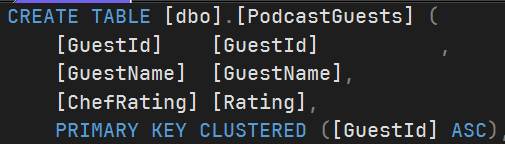 CREATE TABLE [dbo].[PodcastGuests] (
[GuestId] [GuestId] ,
[GuestName] [GuestName],
[ChefRating] [Rating],
PRIMARY KEY CLUSTERED ([GuestId] ASC),